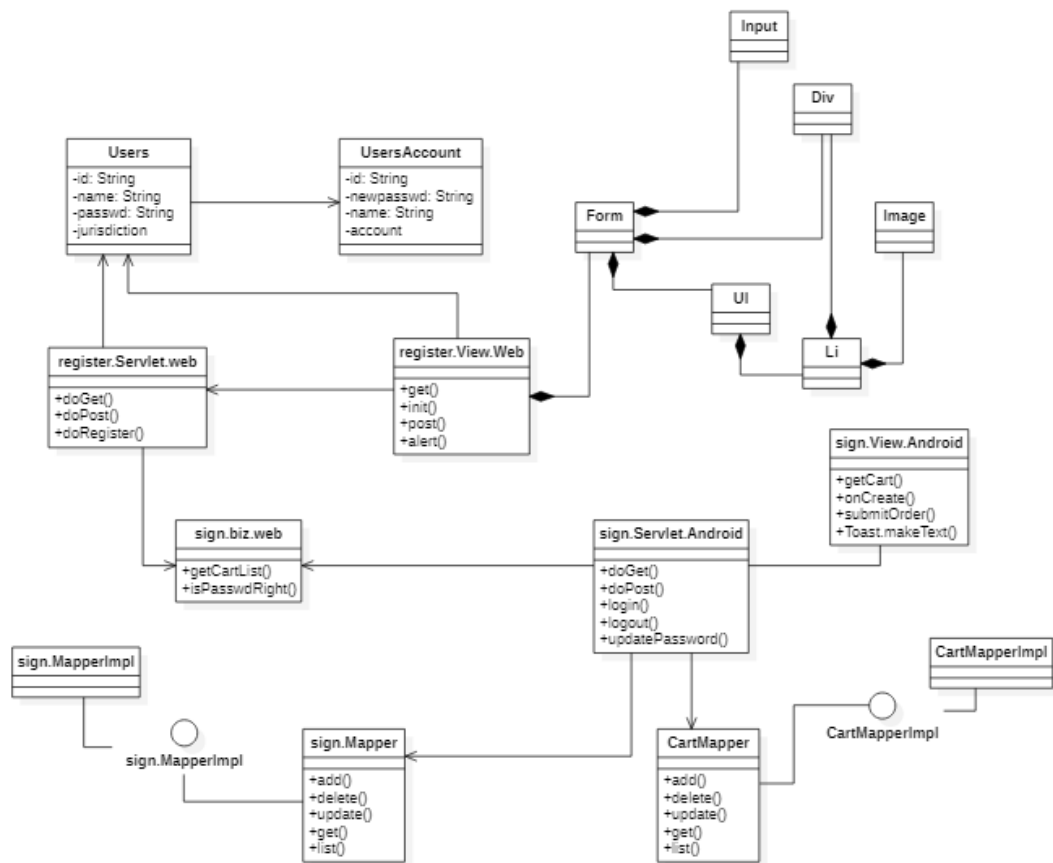 Input
Div
Users
-id: String
-name: String
-passwd: String
-jurisdiction
UsersAccount
-id: String
-newpasswd: String
-name: String
-account
Form
Image
Ul
Li
register.Servlet.web
+doGet()
+doPost()
+doRegister()
register.View.Web
+get()
+init()
+post()
+alert()
sign.View.Android
+getCart()
+onCreate()
+submitOrder()
+Toast.makeText()
sign.biz.web
+getCartList()
+isPasswdRight()
sign.Servlet.Android
+doGet()
+doPost()
+login()
+logout()
+updatePassword()
sign.MapperImpl
CartMapperImpl
sign.MapperImpl
sign.Mapper
+add()
+delete()
+update()
+get()
+list()
CartMapper
+add()
+delete()
+update()
+get()
+list()
CartMapperImpl